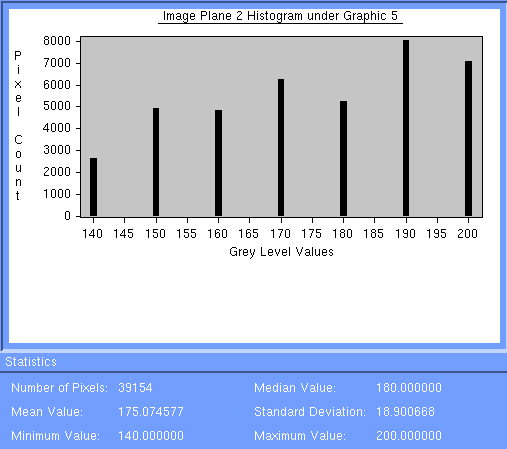 Image Plane 2 Histogram under Graphic 5
Pixel Count
8000
7000
6000
5000
4000
3000
2000
1000
0
140 145 150 155 160 165 170 175 180 185 190 195 200
Grey Level Values
Statistics
Number of Pixels: 39154 Median Value: 180.000000
Mean Value: 175.074577 Standard Deviation: 18.900668
Minimum Value: 140.000000 Maximum Value: 200.000000